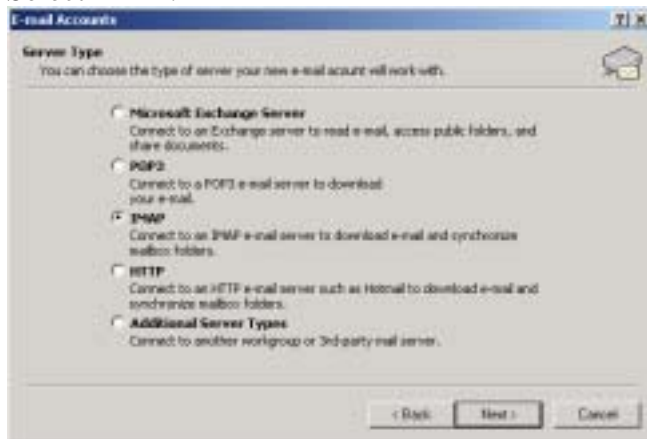 E-mail Accounts
Server Type
You can choose the type of server your new e-mail acount will work with.
Microsoft Exchange Server
Connect to an Exchange server to read e-mail, access public folders, and
share documents.
POP3
Connect to a POP3 e-mail server to download
your e-mail.
IMAP
Connect to an IMAP e-mail server to download e-mail and synchronize
mailbox folders.
HTTP
Connect to an HTTP e-mail server such as Hotmail to download e-mail and
synchronize mailbox folders.
Additional Server Types
Connect to another workgroup or 3rd-party mail server.
< Back Next > Cancel